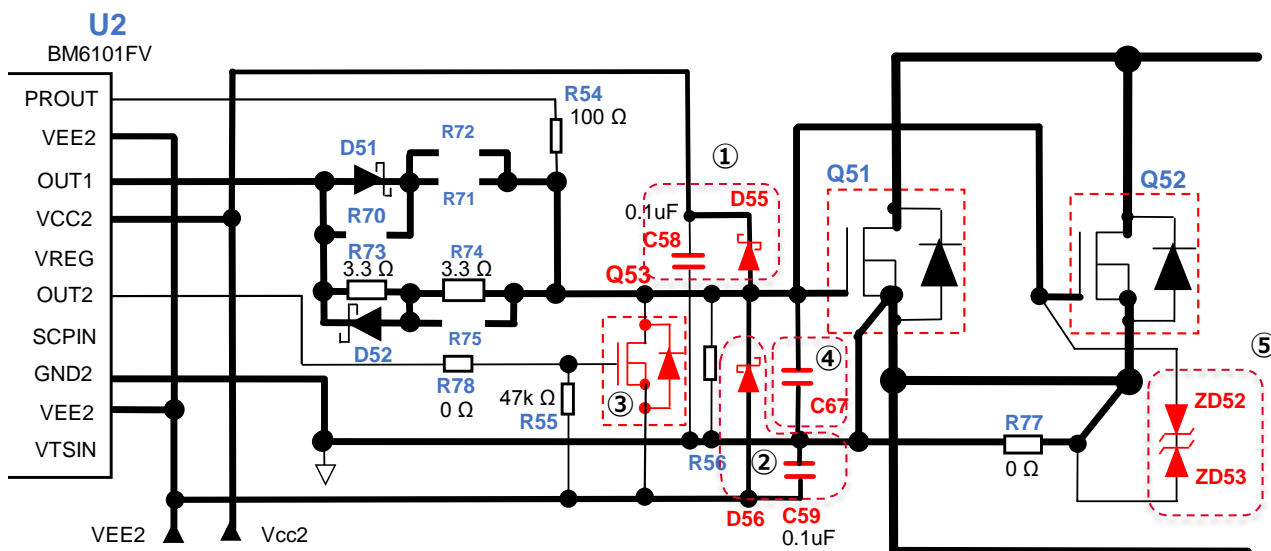 U2
BM6101FV
PROUT
VEE2
OUT1
VCC2
VREG
OUT2
SCPIN
GND2
VEE2
VTSIN
VEE2
Vcc2
D51
R72
R71
R70
R73
3.3 Ω
R74
3.3 Ω
D52
R75
R78
0 Ω
47k Ω
R55
R54
100 Ω
①
D55
0.1uF
C58
Q53
③
R56
②
D56
C59
0.1uF
④
C67
Q51
Q52
R77
0 Ω
⑤
ZD52
ZD53